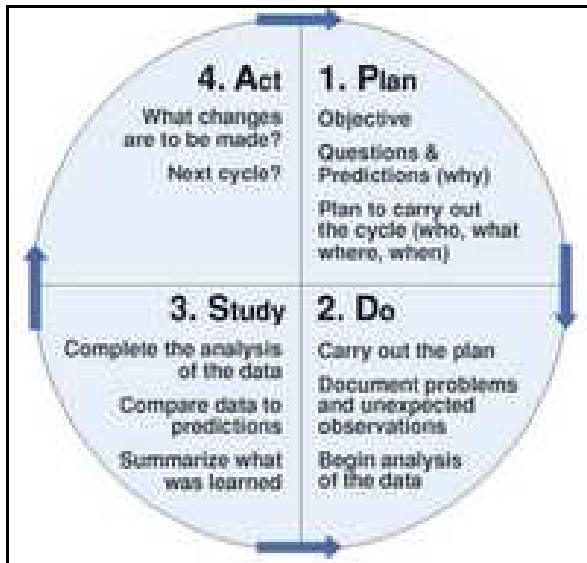 4. Act
What changes
are to be made?
Next cycle?
1. Plan
Objective
Questions &
Predictions (why)
Plan to carry out
the cycle (who, what
where, when)
3. Study
Complete the analysis
of the data
Compare data to
predictions
Summarize what
was learned
2. Do
Carry out the plan
Document problems
and unexpected
observations
Begin analysis
of the data